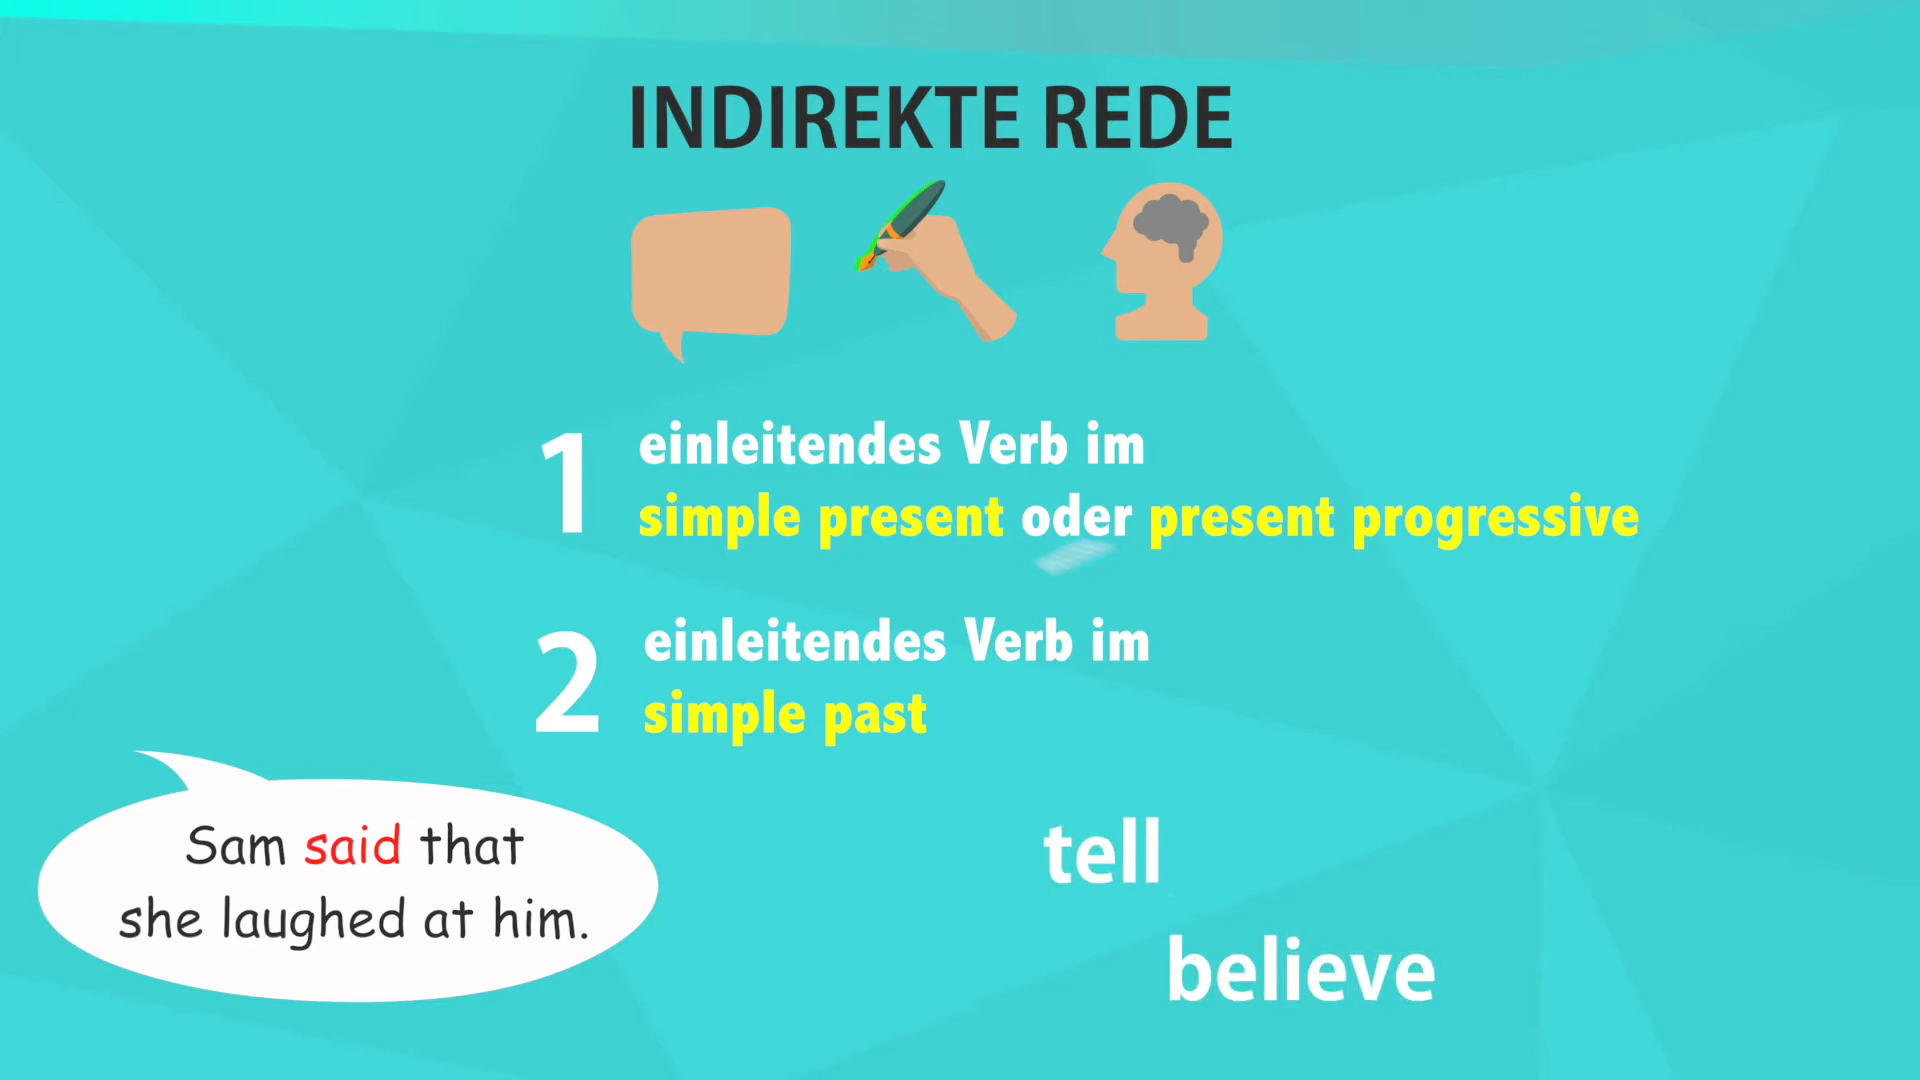 INDIREKTE REDE
1 einleitendes Verb im
simple present oder present progressive
2 einleitendes Verb im
simple past
Sam said that
she laughed at him.
tell
believe